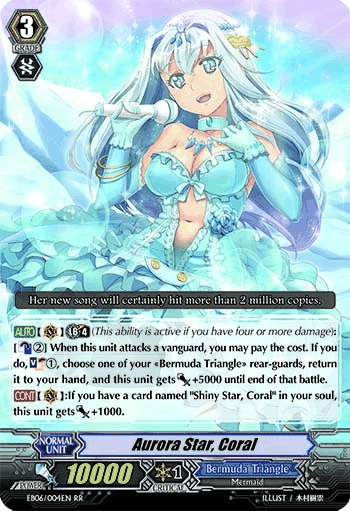 3
GRADE
Her new song will certainly hit more than 2 million copies.
AUTO【】 LB4 (This ability is active if you have four or more damage):
[②] When this unit attacks a vanguard, you may pay the cost. If you
do, ①, choose one of your «Bermuda Triangle» rear-guards, return
it to your hand, and this unit gets +5000 until end of that battle.
CONT【】:If you have a card named "Shiny Star, Coral" in your soul,
this unit gets +1000.
NORMAL
UNIT
Aurora Star, Coral
POWER
10000
1
CRITICAL
Bermuda Triangle
Mermaid
EB06/004EN RR
ILLUST / 木村樹崇